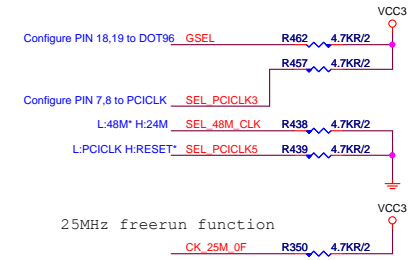 VCC3
Configure PIN 18,19 to DOT96 GSEL R462 4.7KR/2
R457 4.7KR/2
Configure PIN 7,8 to PCICLK SEL_PCICLK3
L:48M* H:24M SEL_48M_CLK R438 4.7KR/2
L:PCICLK H:RESET* SEL_PCICLK5 R439 4.7KR/2
VCC3
25MHz freerun function
CK_25M_0F R350 4.7KR/2